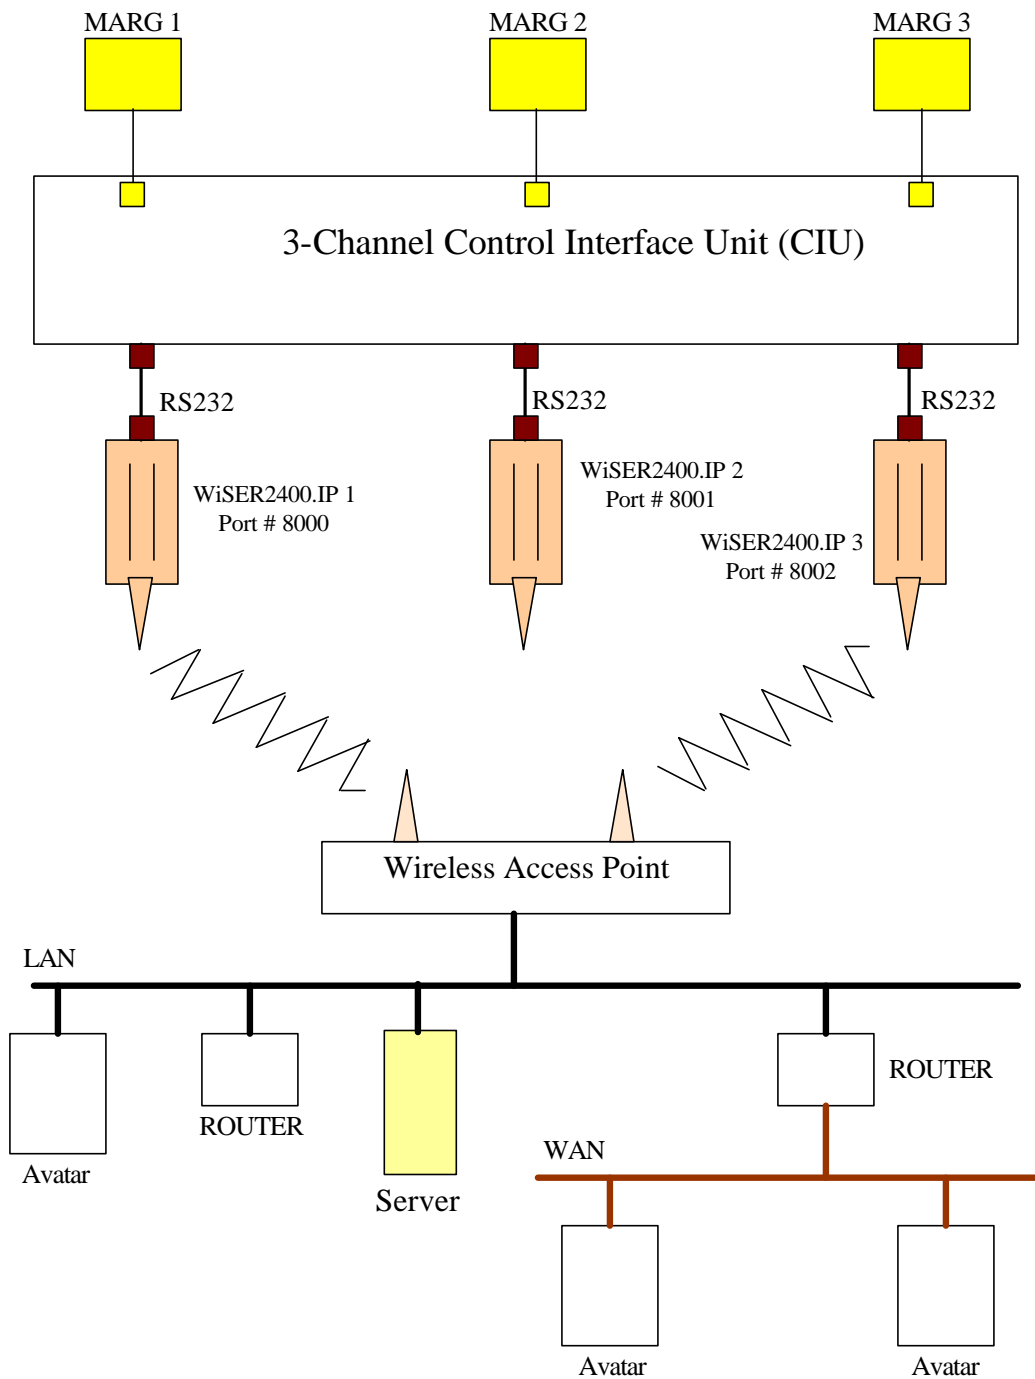 MARG 1
MARG 2
MARG 3
3-Channel Control Interface Unit (CIU)
RS232
RS232
RS232
WiSER2400.IP 1
Port # 8000
WiSER2400.IP 2
Port # 8001
WiSER2400.IP 3
Port # 8002
Wireless Access Point
LAN
ROUTER
ROUTER
Avatar
Server
WAN
Avatar
Avatar